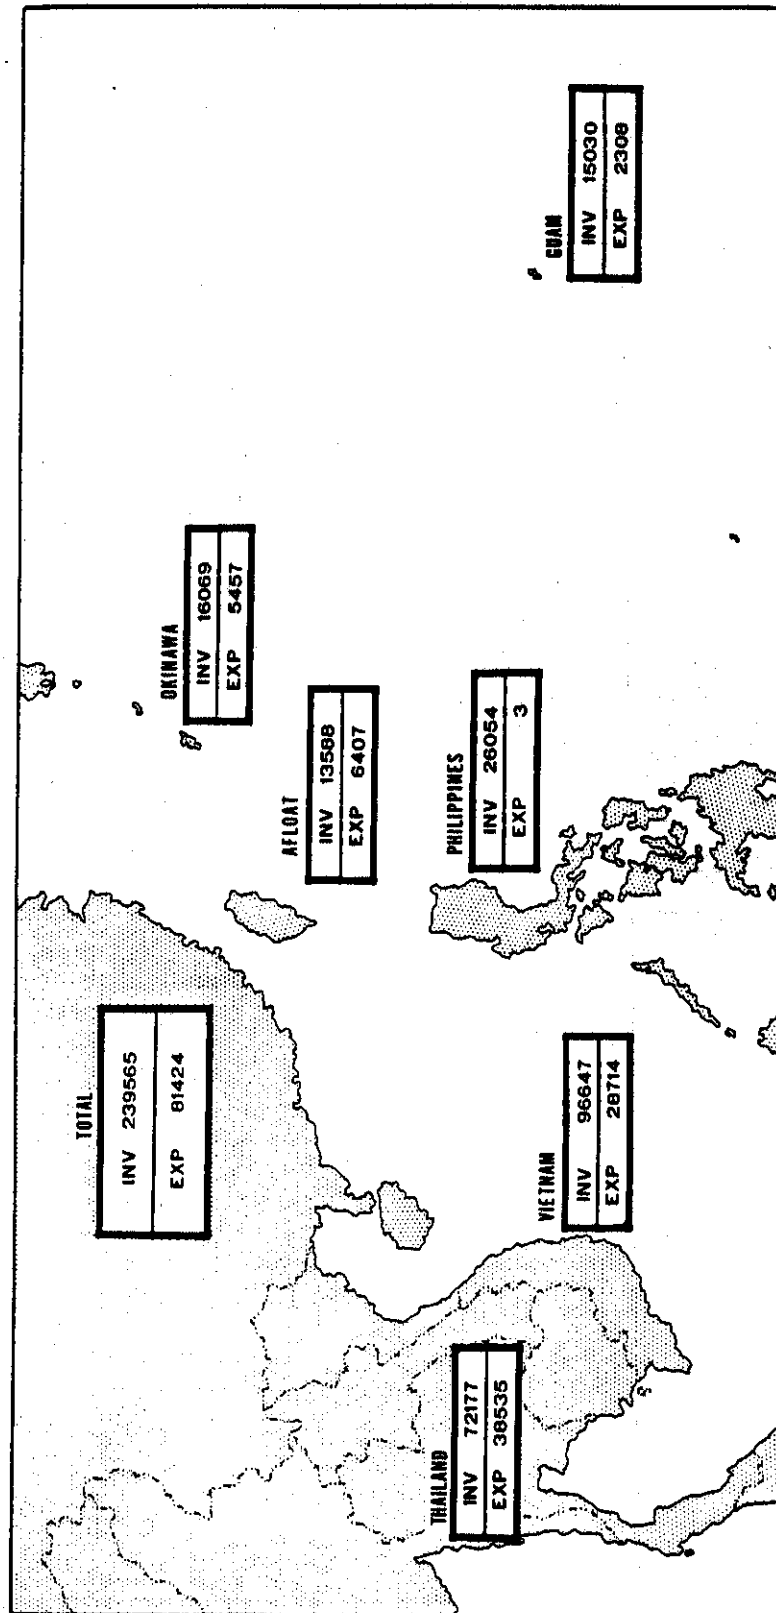 TOTAL
INV 239565
EXP 81424
OKINAWA
INV 16069
EXP 5457
AFLOAT
INV 13588
EXP 6407
PHILIPPINES
INV 26054
EXP 3
GUAM
INV 15030
EXP 2308
VIETNAM
INV 96647
EXP 28714
THAILAND
INV 72177
EXP 38535